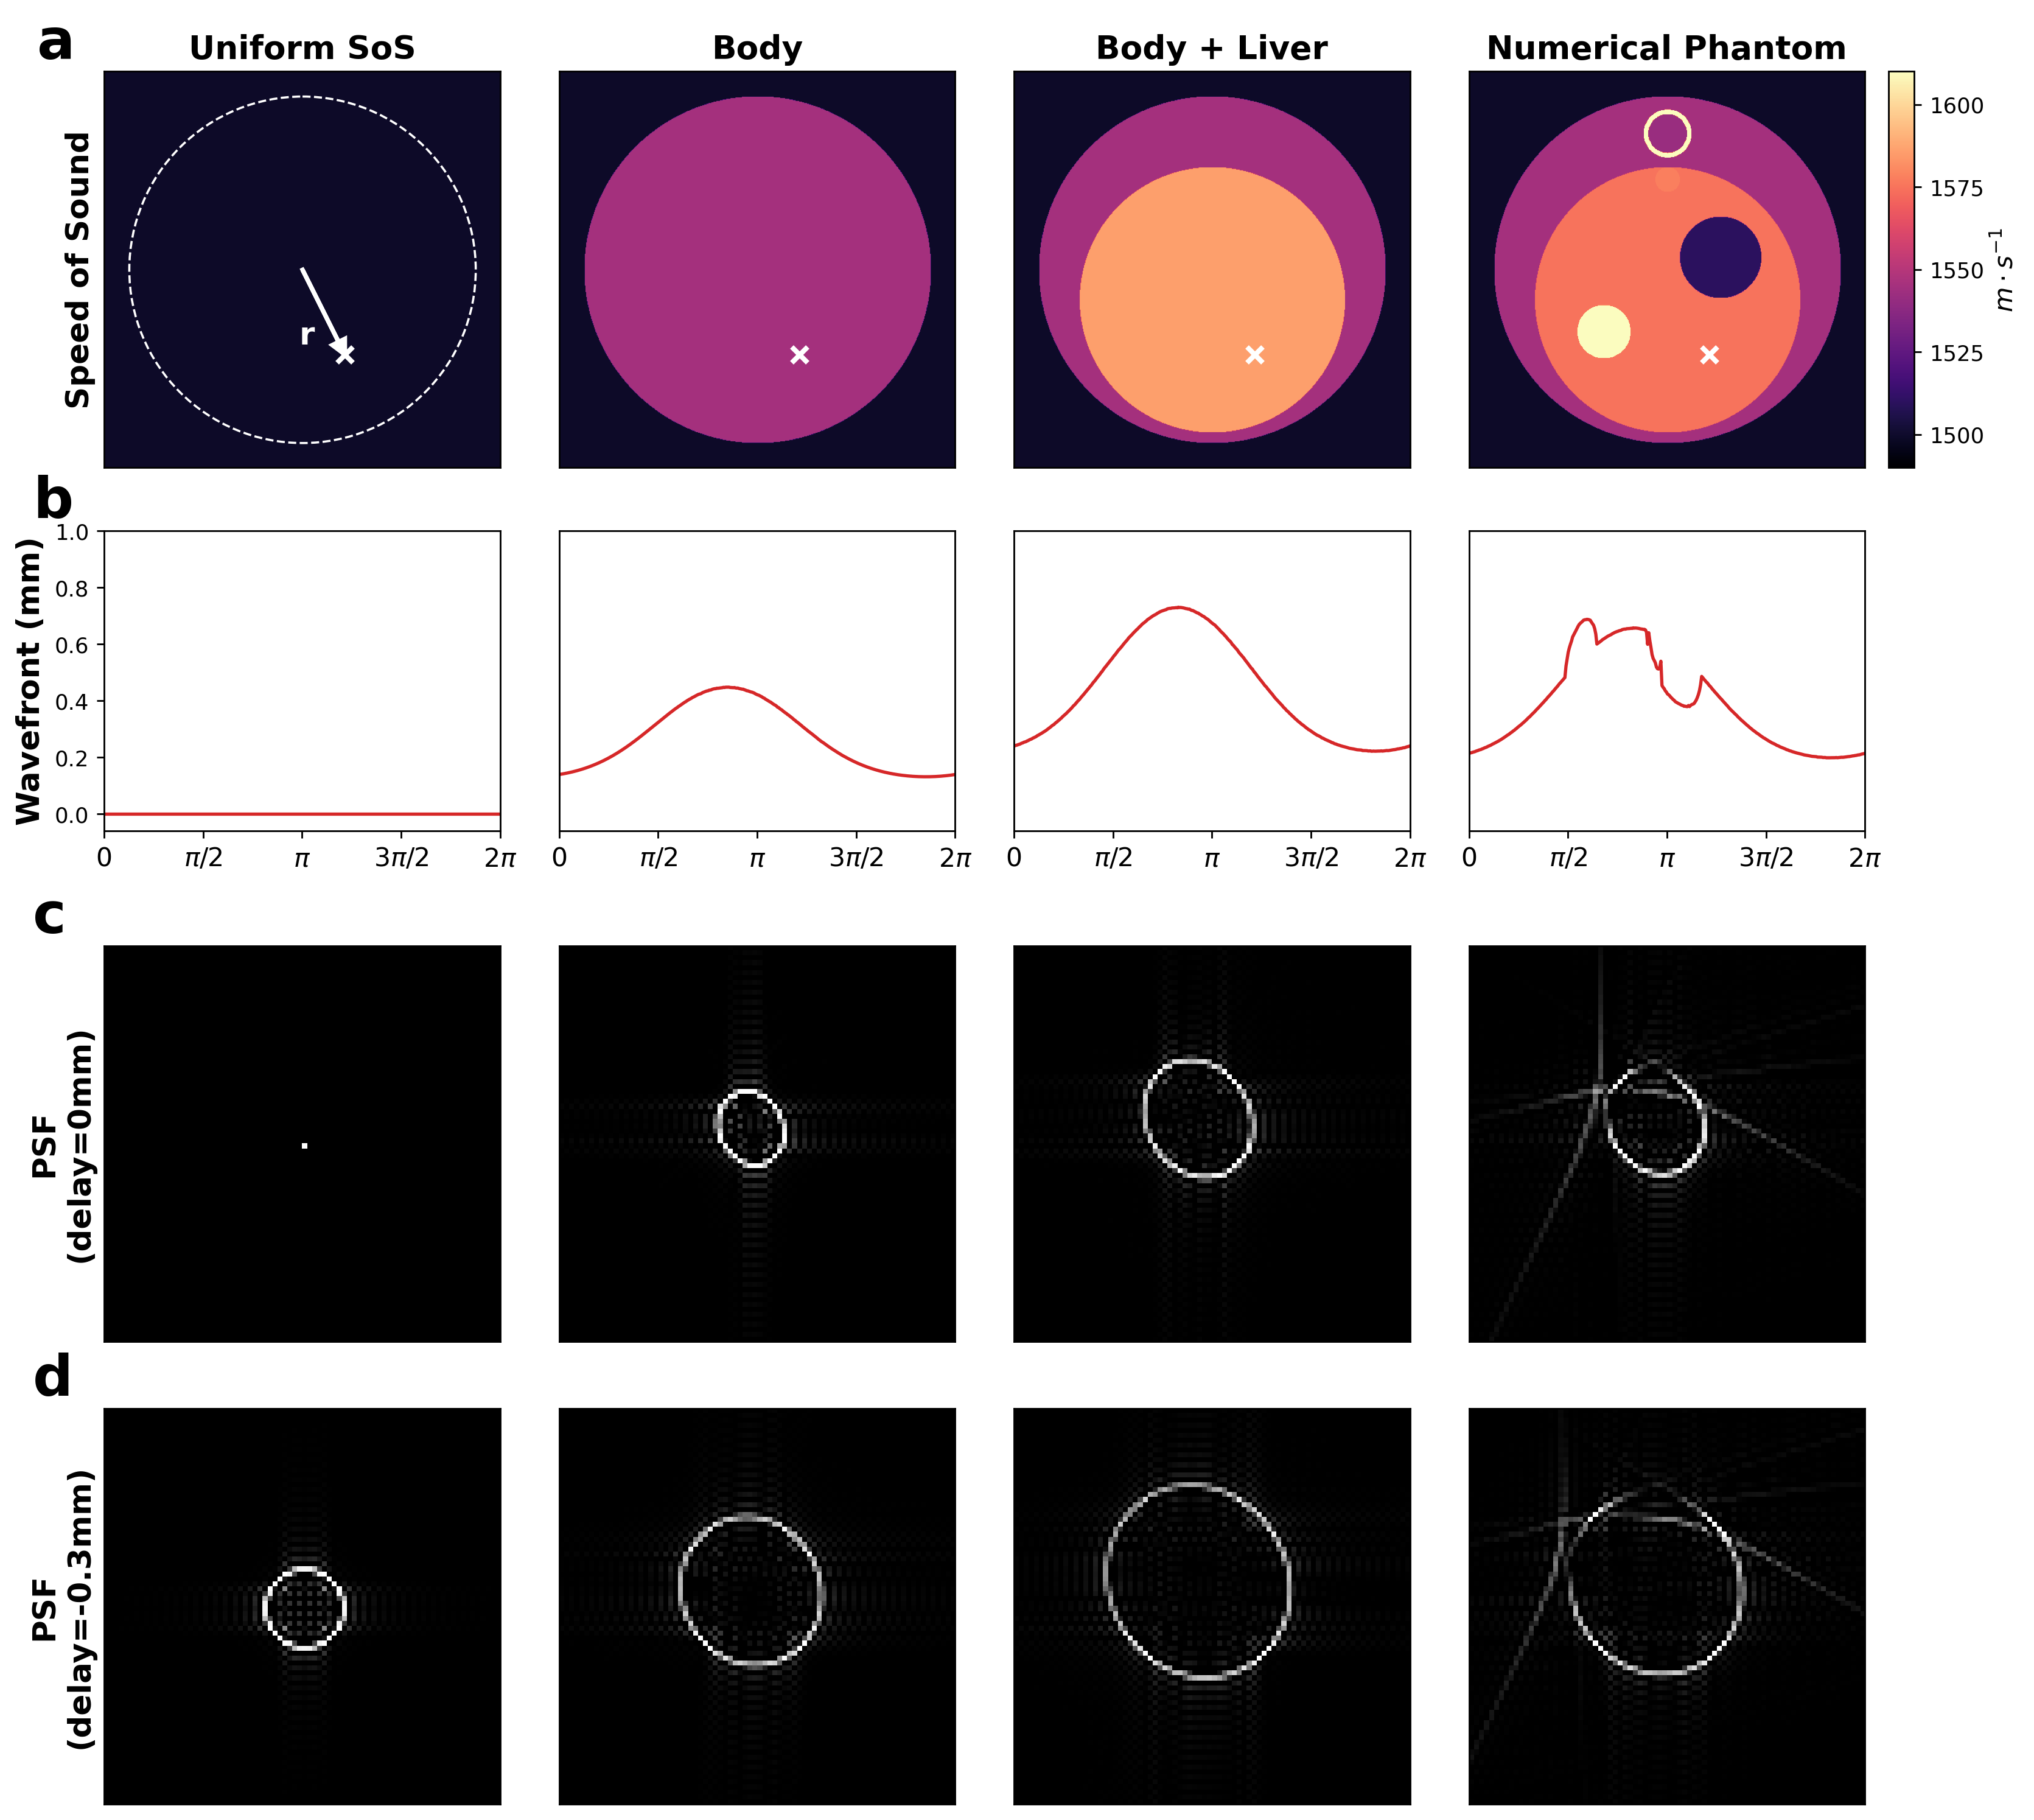 a
Uniform SoS
Body
Body + Liver
Numerical Phantom
Speed of Sound
r
1600
1575
1550
1525
1500
m · s⁻¹
b
Wavefront (mm)
1.0
0.8
0.6
0.4
0.2
0.0
0 π/2 π 3π/2 2π
0 π/2 π 3π/2 2π
0 π/2 π 3π/2 2π
0 π/2 π 3π/2 2π
c
PSF
(delay=0mm)
d
PSF
(delay=-0.3mm)